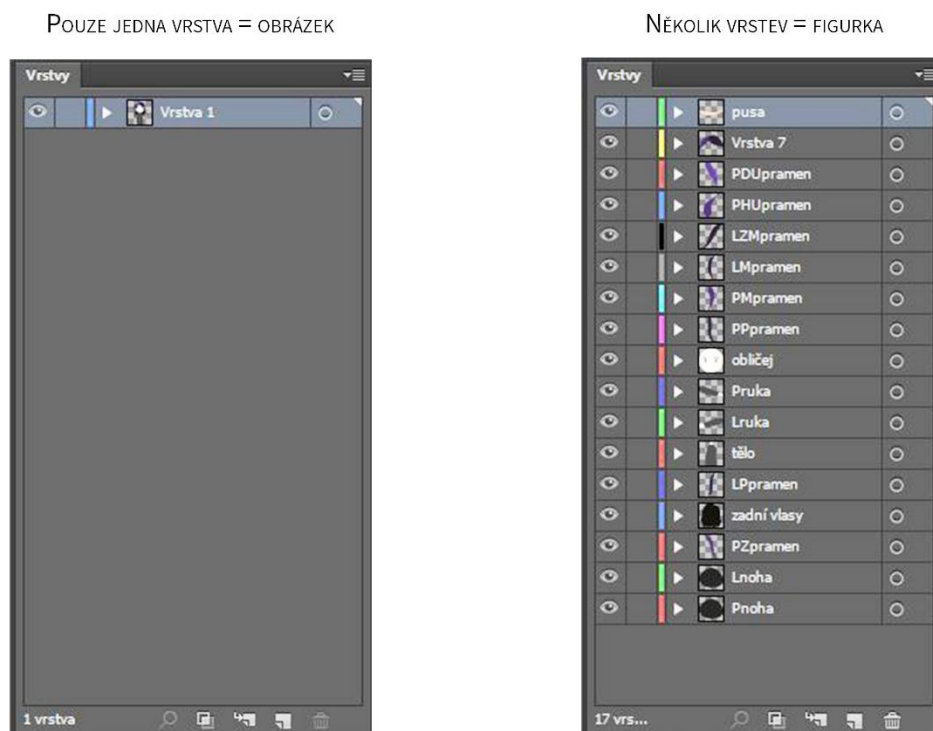 POUZE JEDNA VRSTVA = OBRÁZEK
Vrstvy
Vrstva 1
1 vrstva
NĚKOLIK VRSTEV = FIGURKA
Vrstvy
pusa
Vrstva 7
PDUpramen
PHUpramen
LZMpramen
LMpramen
PMpramen
PPpramen
obličej
Pruka
Lruka
tělo
LPpramen
zadní vlasy
PZpramen
Lnoha
Pnoha
17 vrs...